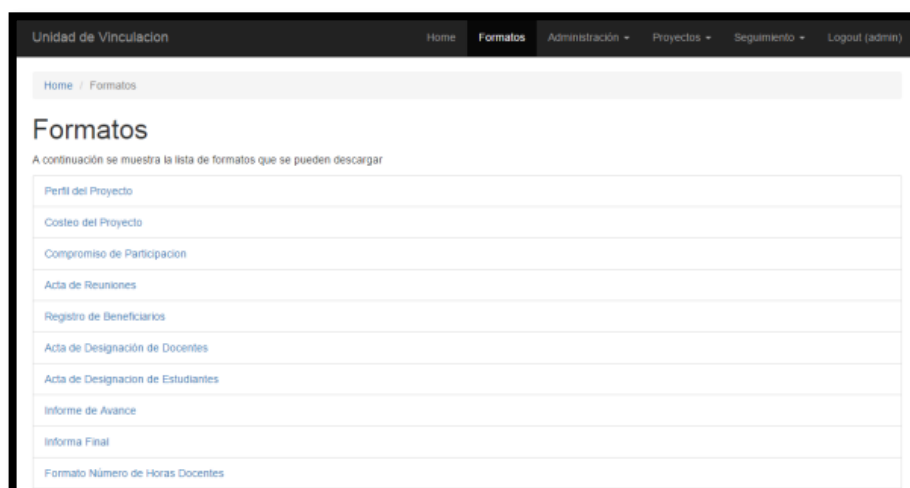 Unidad de Vinculacion Home Formatos Administración Proyectos Seguimiento Logout (admin)
Home / Formatos
Formatos
A continuación se muestra la lista de formatos que se pueden descargar
Perfil del Proyecto
Costeo del Proyecto
Compromiso de Participacion
Acta de Reuniones
Registro de Beneficiarios
Acta de Designación de Docentes
Acta de Designacion de Estudiantes
Informe de Avance
Informa Final
Formato Número de Horas Docentes